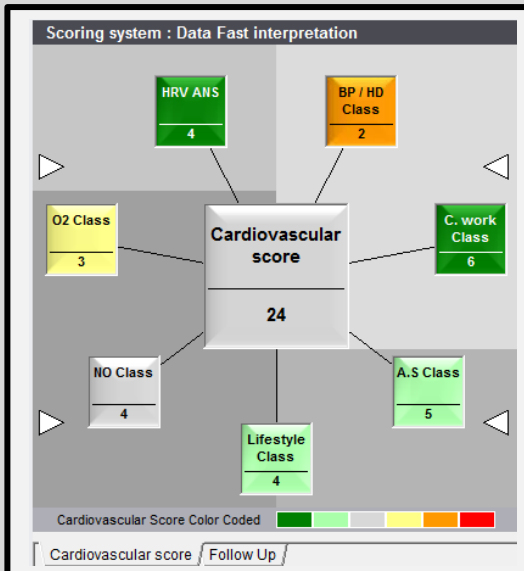 Scoring system : Data Fast interpretation
HRV ANS
4
BP / HD
Class
2
O2 Class
3
Cardiovascular
score
24
C. work
Class
6
NO Class
4
A.S Class
5
Lifestyle
Class
4
Cardiovascular Score Color Coded
Cardiovascular score
Follow Up